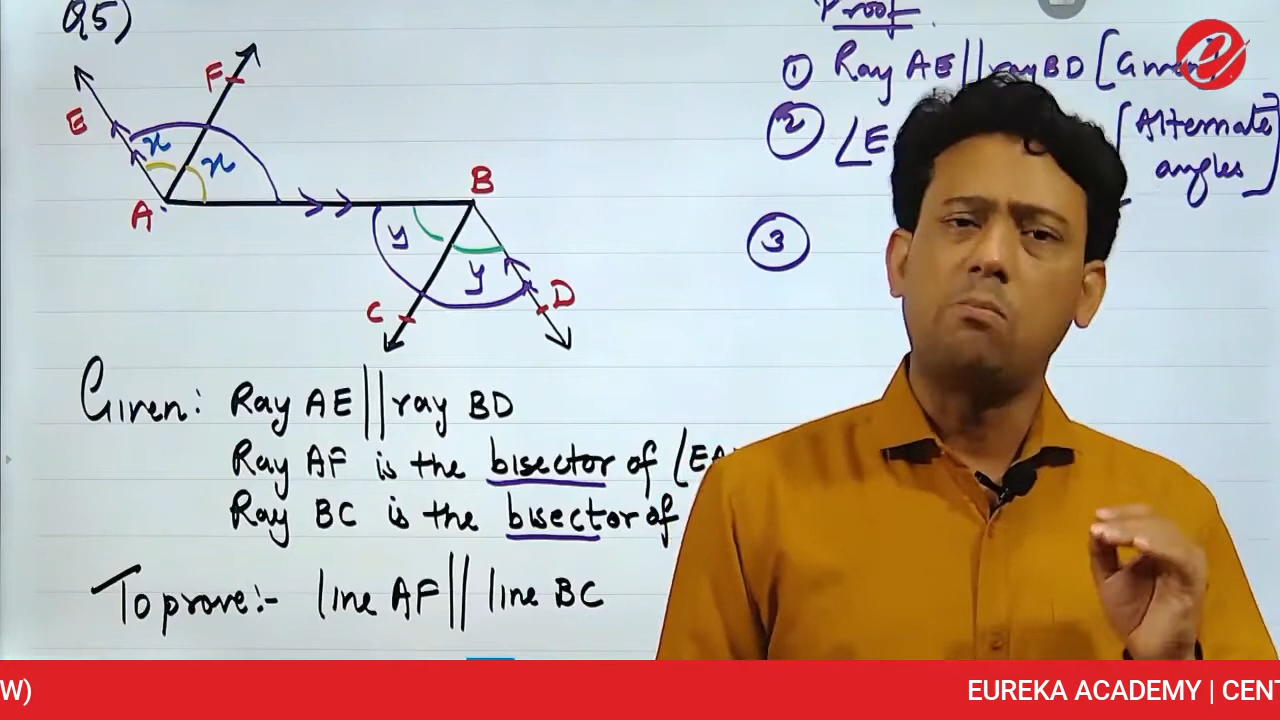 Q5)
F
E
x
x
A
B
y
y
C
D
Given: Ray AE || ray BD
Ray AF is the bisector of
Ray BC is the bisector of
To prove:- line AF || line BC
Proof.
① Ray AE || ray BD [Given]
② [Alternate
angles]
③
W)
EUREKA ACADEMY |